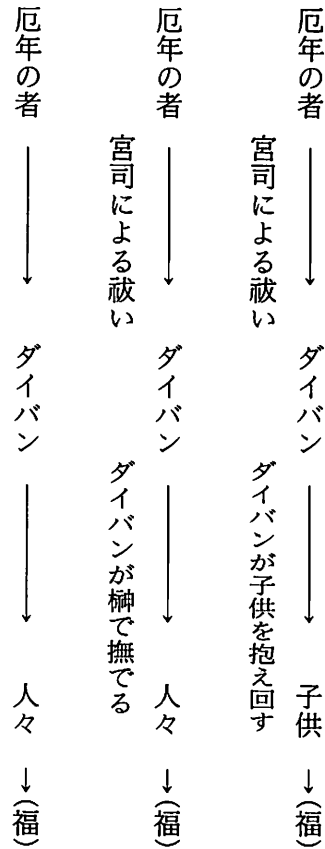 厄年の者 → ダイバン → 子供 → (福)
宮司による祓い ダイバンが子供を抱え回す
厄年の者 → ダイバン → 人々 → (福)
宮司による祓い ダイバンが榊で撫でる
厄年の者 → ダイバン → 人々 → (福)